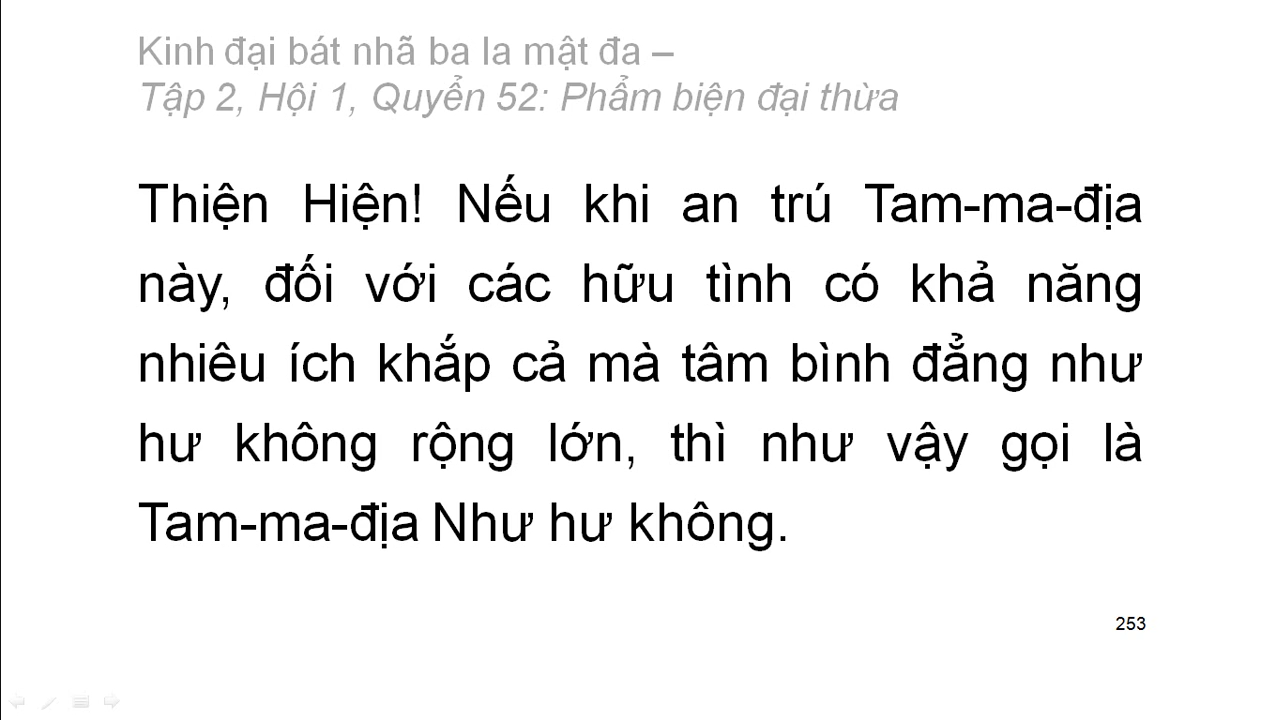 Kinh đại bát nhã ba la mật đa –
Tập 2, Hội 1, Quyển 52: Phẩm biện đại thừa
Thiện Hiện! Nếu khi an trú Tam-ma-địa
này, đối với các hữu tình có khả năng
nhiêu ích khắp cả mà tâm bình đẳng như
hư không rộng lớn, thì như vậy gọi là
Tam-ma-địa Như hư không.
253